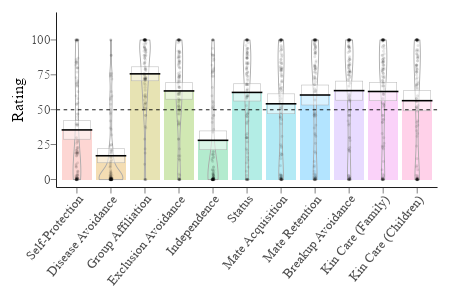 Rating
100
75
50
25
0
Self-Protection
Disease Avoidance
Group Affiliation
Exclusion Avoidance
Independence
Status
Mate Acquisition
Mate Retention
Breakup Avoidance
Kin Care (Family)
Kin Care (Children)